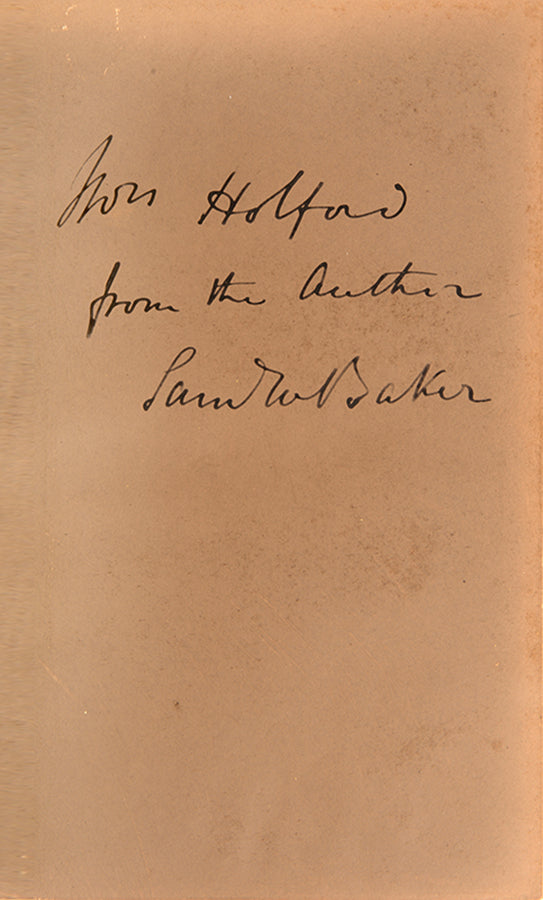 Mrs Holford
from the Author
Saml W Baker